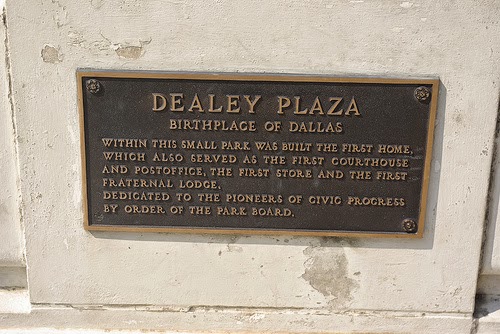 DEALEY PLAZA
BIRTHPLACE OF DALLAS
WITHIN THIS SMALL PARK WAS BUILT THE FIRST HOME,
WHICH ALSO SERVED AS THE FIRST COURTHOUSE
AND POSTOFFICE, THE FIRST STORE AND THE FIRST
FRATERNAL LODGE.
DEDICATED TO THE PIONEERS OF CIVIC PROGRESS
BY ORDER OF THE PARK BOARD.